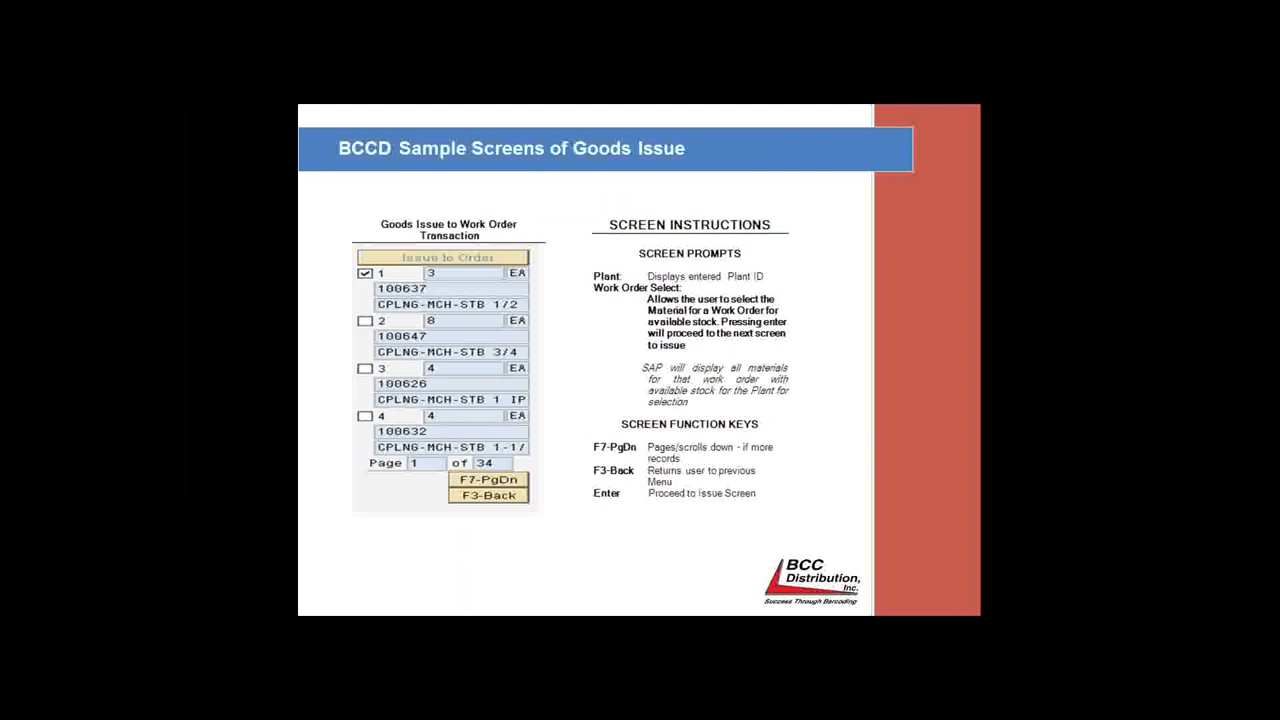 BCCD Sample Screens of Goods Issue
Goods Issue to Work Order
Transaction
Issue to Order
1 3 EA
100637
CPLNG-MCH-STB 1/2
2 8 EA
100647
CPLNG-MCH-STB 3/4
3 4 EA
100626
CPLNG-MCH-STB 1 IP
4 4 EA
100632
CPLNG-MCH-STB 1-1/
Page 1 of 34
F7-PgDn
F3-Back
SCREEN INSTRUCTIONS
SCREEN PROMPTS
Plant: Displays entered Plant ID
Work Order Select:
Allows the user to select the
Material for a Work Order for
available stock. Pressing enter
will proceed to the next screen
to issue
SAP will display all materials
for that work order with
available stock for the Plant for
selection
SCREEN FUNCTION KEYS
F7-PgDn Pages/scrolls down - if more
records
F3-Back Returns user to previous
Menu
Enter Proceed to Issue Screen
BCC
Distribution,
Inc.
Success Through Barcoding